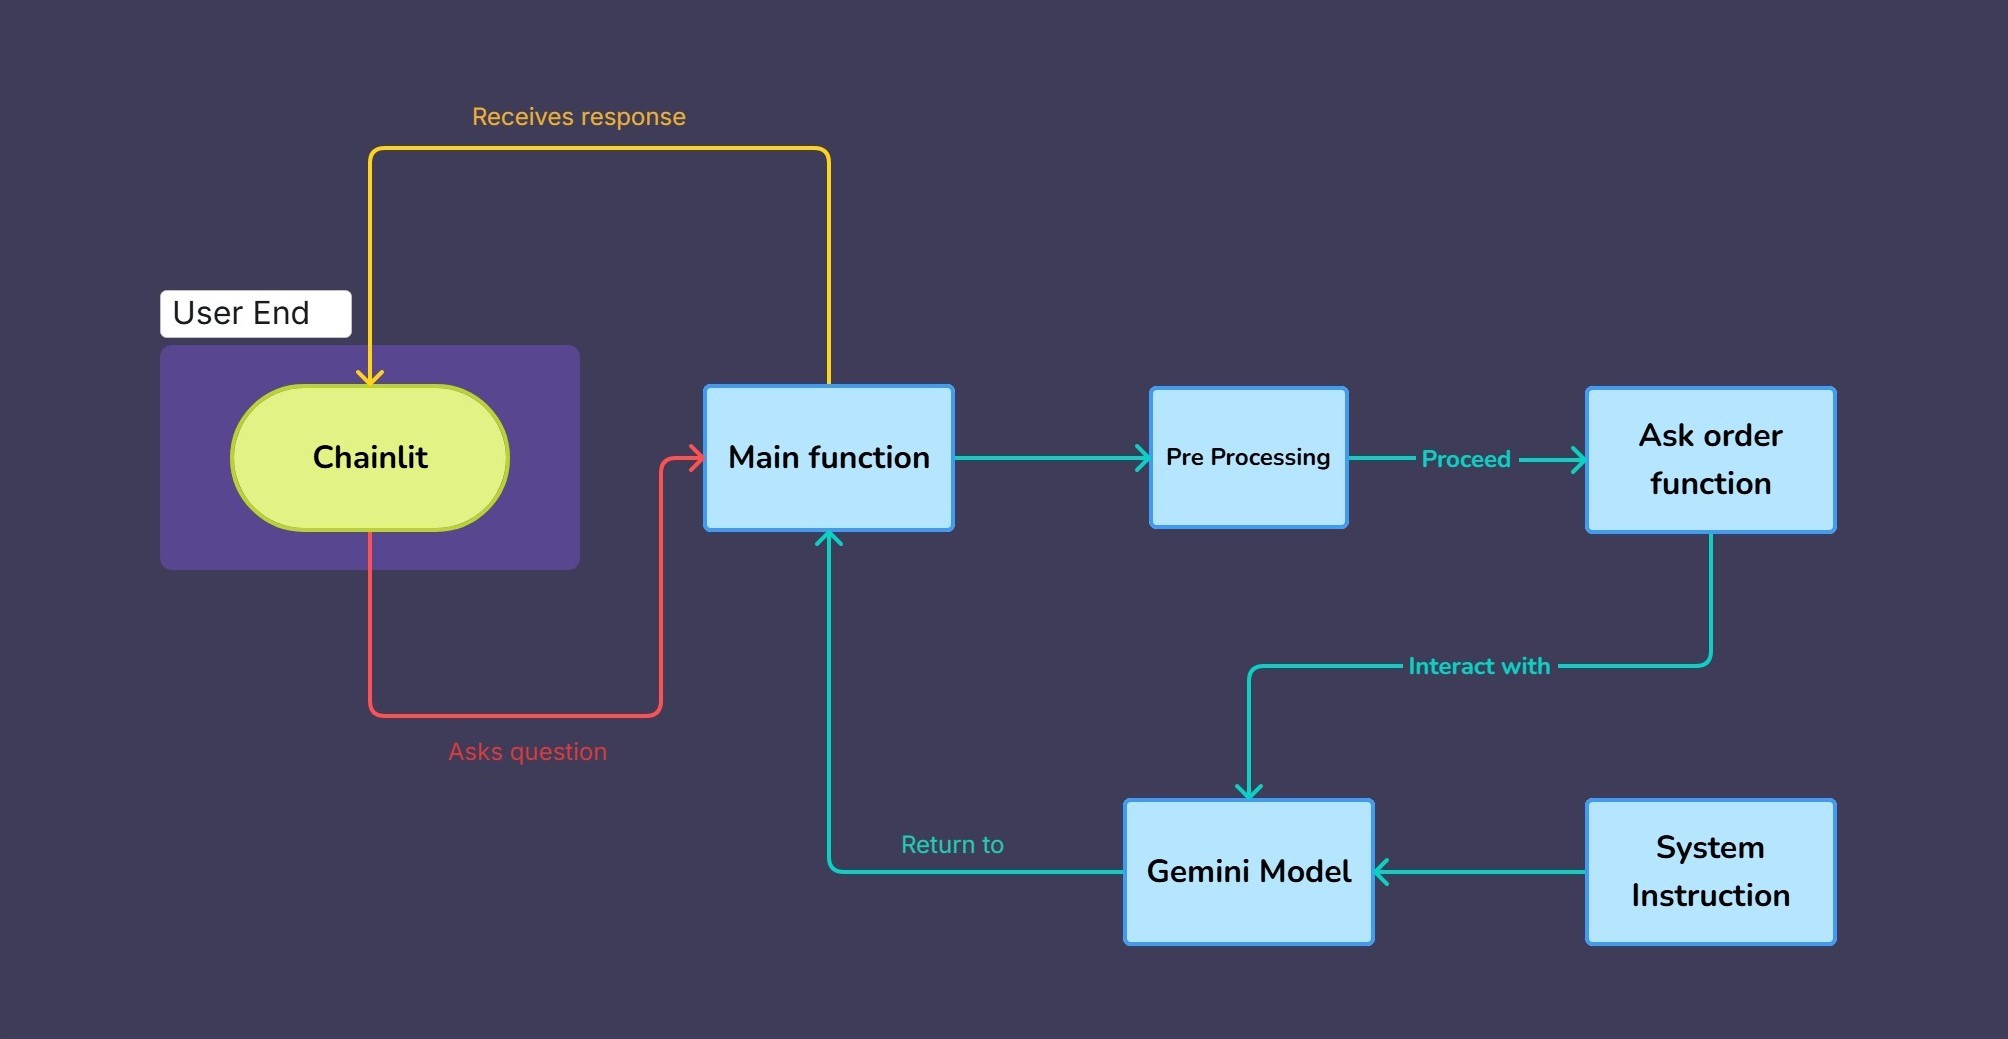 Receives response
User End
Chainlit
Main function
Pre Processing
Proceed
Ask order
function
Interact with
Asks question
Return to
Gemini Model
System
Instruction